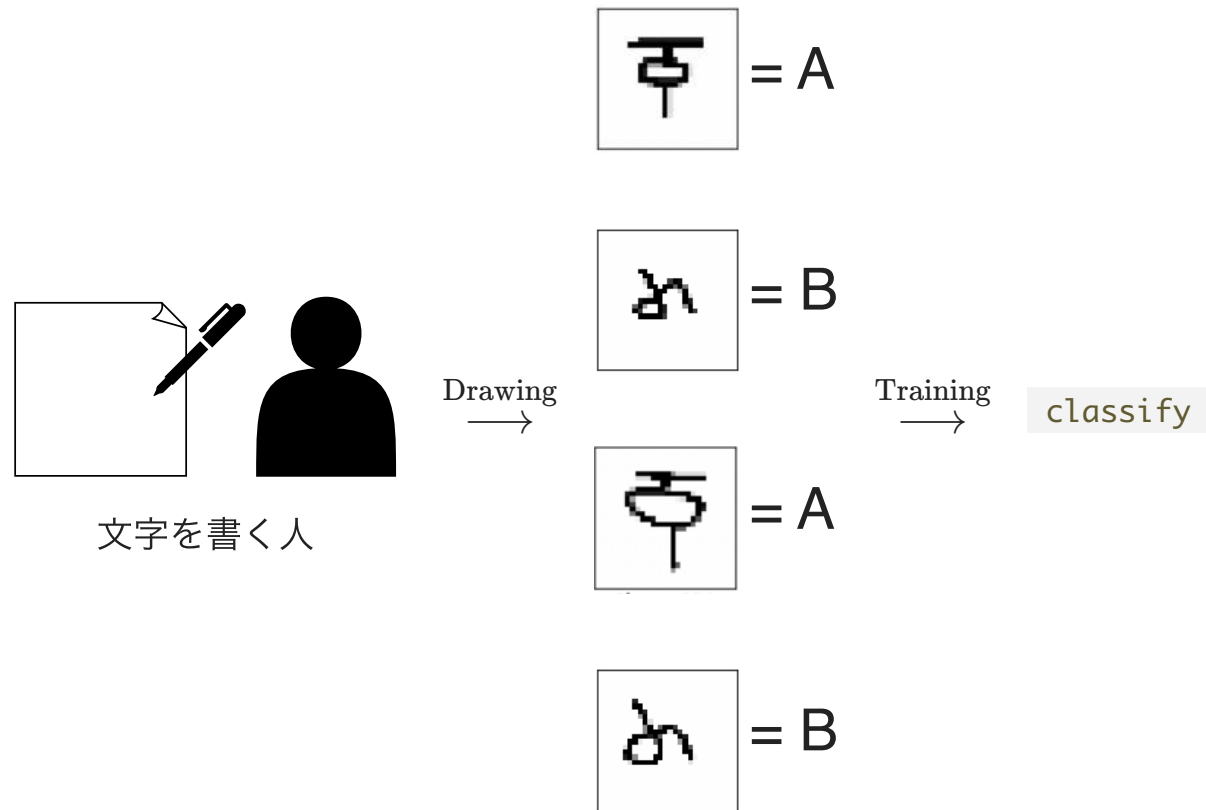 = A
= B
Drawing
Training
classify
= A
文字を書く人
= B